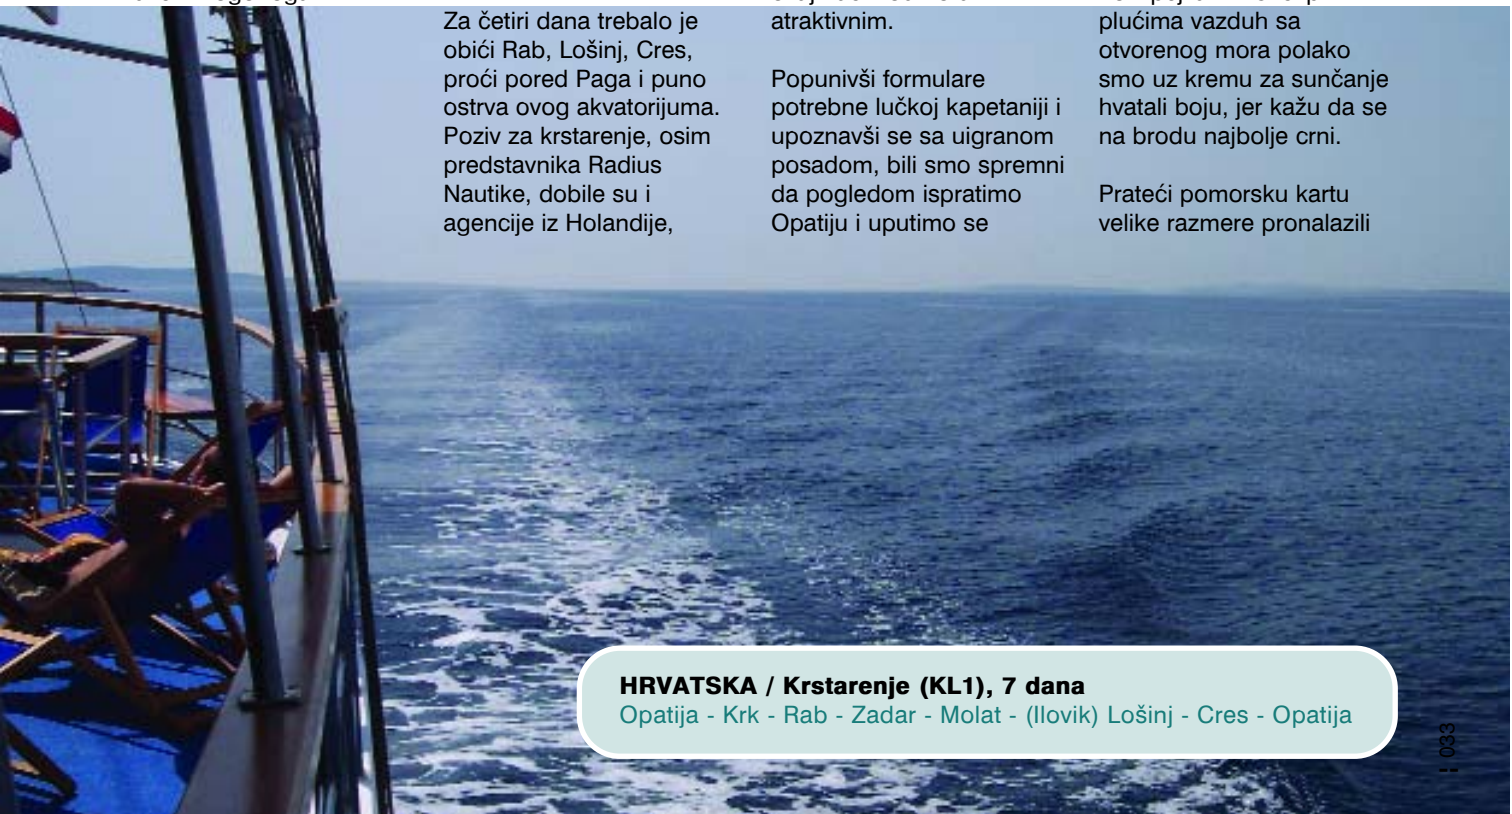 Za četiri dana trebalo je
obići Rab, Lošinj, Cres,
proći pored Paga i puno
ostrva ovog akvatorijuma.
Poziv za krstarenje, osim
predstavnika Radius
Nautike, dobile su i
agencije iz Holandije,
atraktivnim.
Popunivši formulare
potrebne lučkoj kapetaniji i
upoznavši se sa uigranom
posadom, bili smo spremni
da pogledom ispratimo
Opatiju i uputimo se
plućima vazduh sa
otvorenog mora polako
smo uz kremu za sunčanje
hvatali boju, jer kažu da se
na brodu najbolje crni.
Prateći pomorsku kartu
velike razmere pronalazili
HRVATSKA / Krstarenje (KL1), 7 dana
Opatija - Krk - Rab - Zadar - Molat - (Ilovik) Lošinj - Cres - Opatija
033